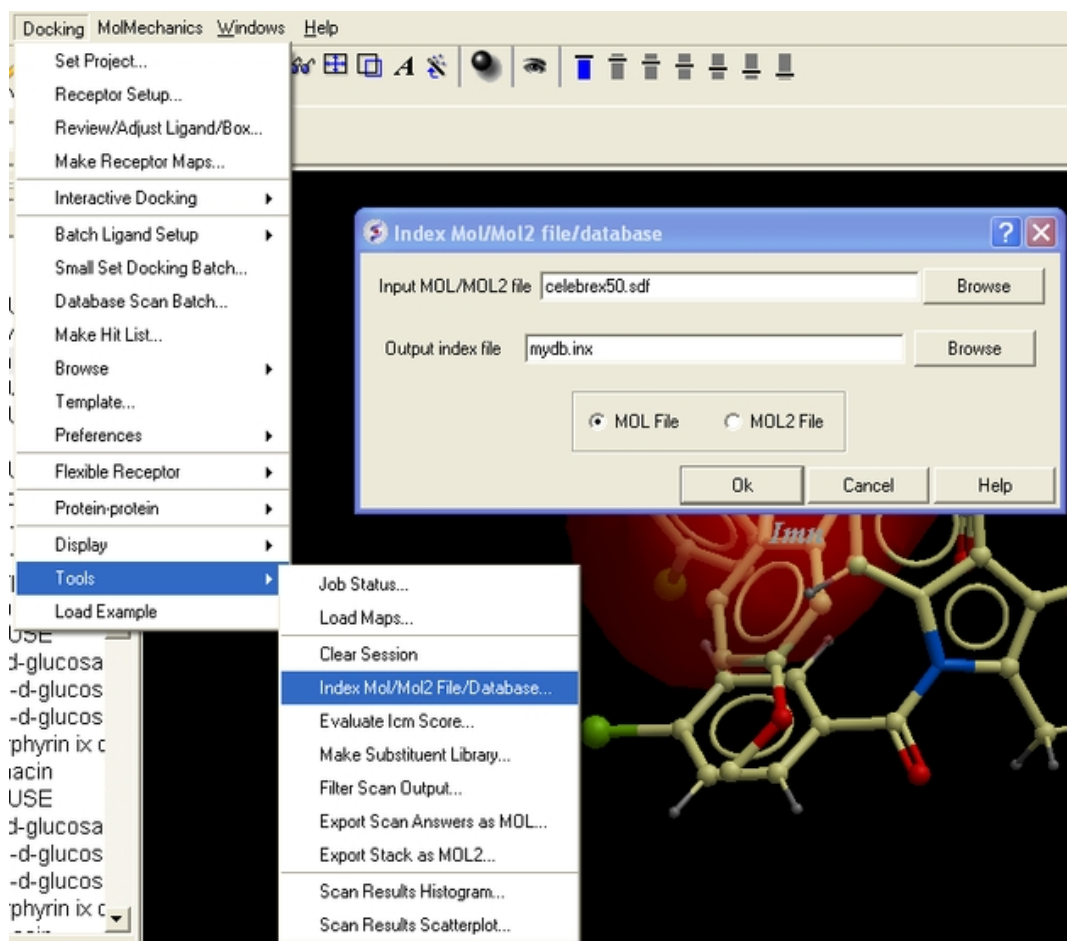 Docking MolMechanics Windows Help
Set Project...
Receptor Setup...
Review/Adjust Ligand/Box...
Make Receptor Maps...
Interactive Docking
Batch Ligand Setup
Small Set Docking Batch...
Database Scan Batch...
Make Hit List...
Browse
Template...
Preferences
Flexible Receptor
Protein-protein
Display
Tools
Load Example
Job Status...
Load Maps...
Clear Session
Index Mol/Mol2 File/Database...
Evaluate Icm Score...
Make Substituent Library...
Filter Scan Output...
Export Scan Answers as MOL...
Export Stack as MOL2...
Scan Results Histogram...
Scan Results Scatterplot...
Index Mol/Mol2 file/database
Input MOL/MOL2 file celebrex50.sdf Browse
Output index file mydb.inx Browse
MOL File MOL2 File
Ok Cancel Help
Imn
USE
d-glucosa
-d-glucos
-d-glucos
rphyrin ix c
nacin
USE
d-glucosa
-d-glucos
-d-glucos
rphyrin ix c